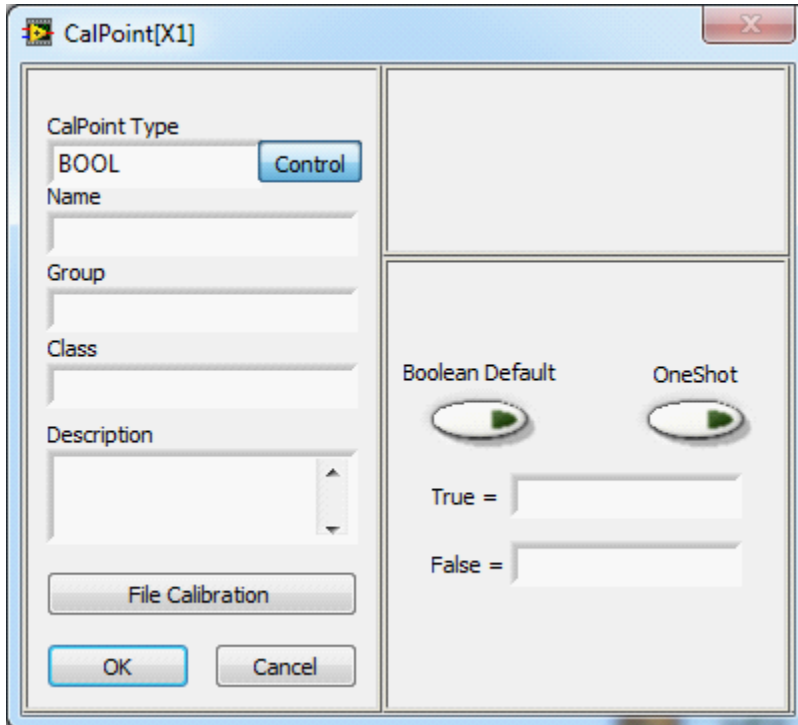 CalPoint[X1]
CalPoint Type
BOOL Control
Name
Group
Class
Description
File Calibration
OK Cancel
Boolean Default OneShot
True =
False =